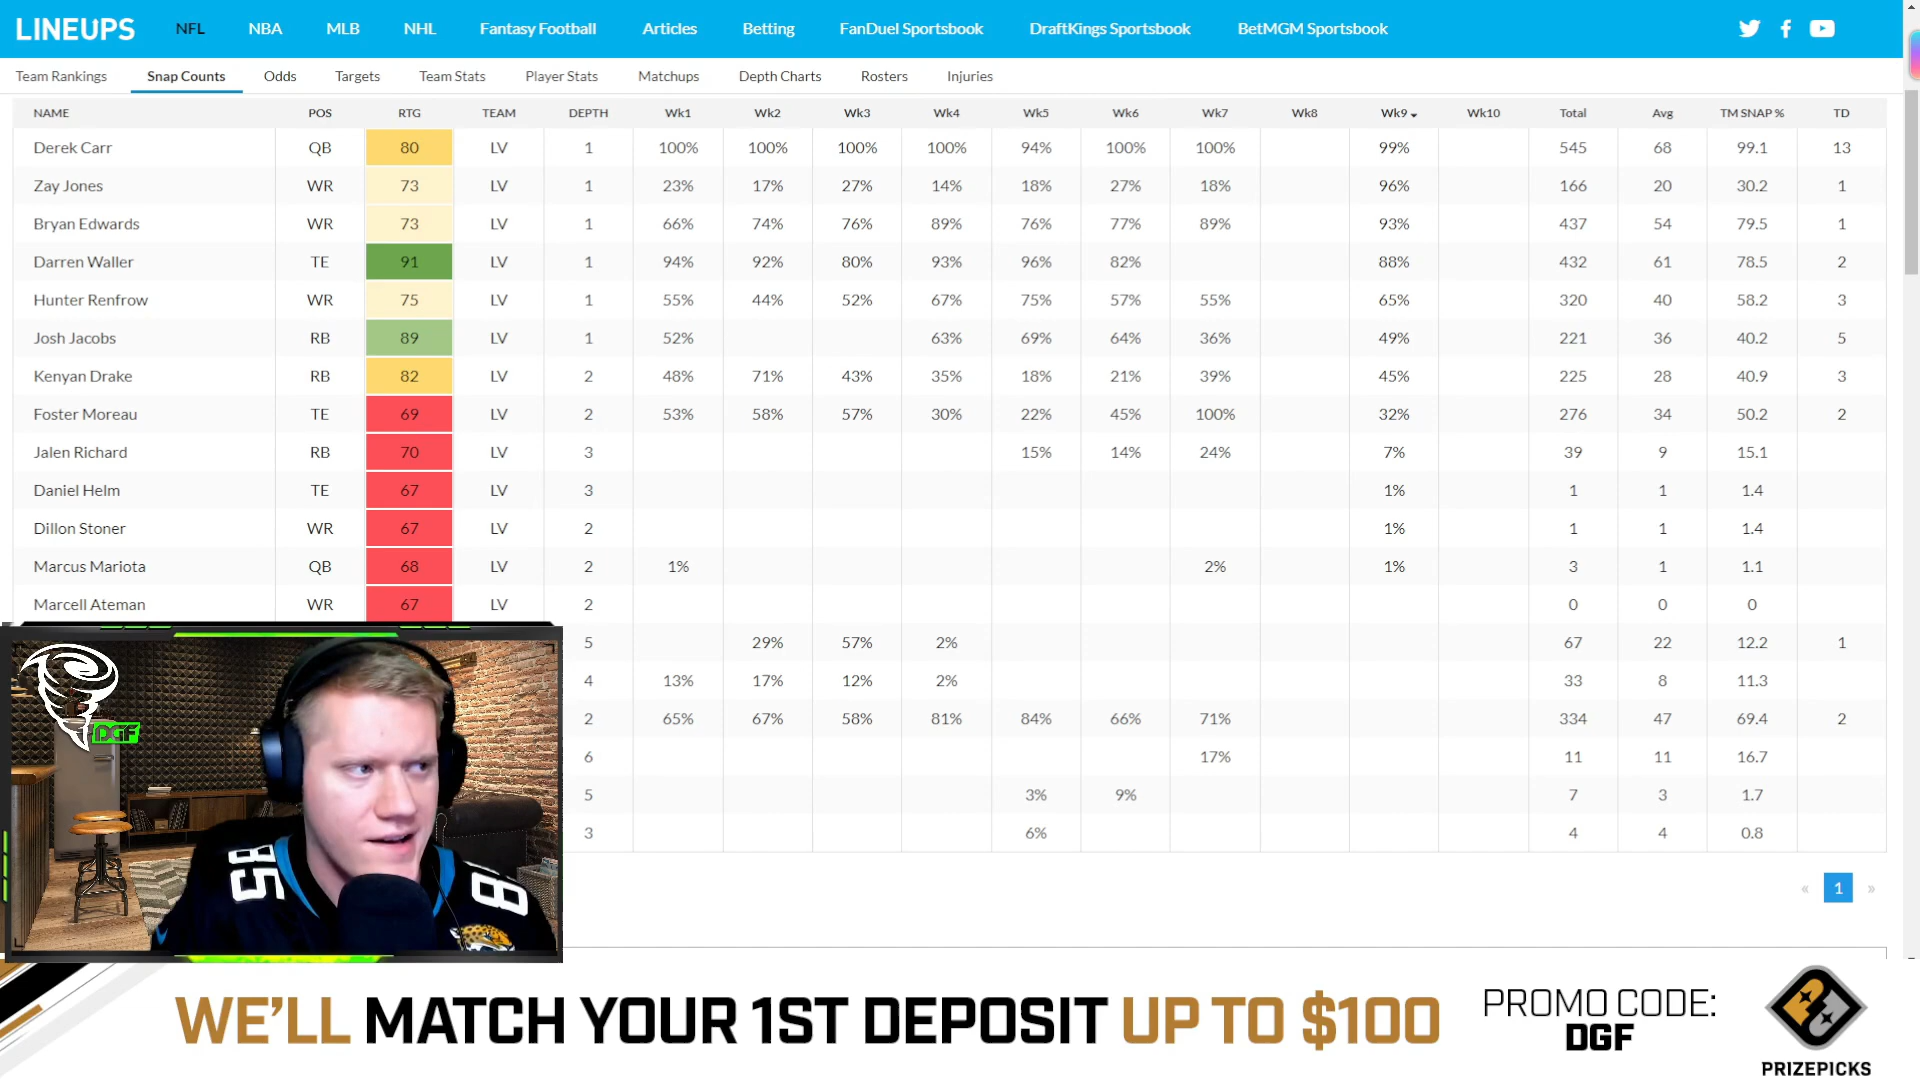 LINEUPS NFL NBA MLB NHL Fantasy Football Articles Betting FanDuel Sportsbook DraftKings Sportsbook BetMGM Sportsbook
Team Rankings Snap Counts Odds Targets Team Stats Player Stats Matchups Depth Charts Rosters Injuries
NAME POS RTG TEAM DEPTH Wk1 Wk2 Wk3 Wk4 Wk5 Wk6 Wk7 Wk8 Wk9 Wk10 Total Avg TM SNAP % TD
Derek Carr QB 80 LV 1 100% 100% 100% 100% 94% 100% 100% 99% 545 68 99.1 13
Zay Jones WR 73 LV 1 23% 17% 27% 14% 18% 27% 18% 96% 166 20 30.2 1
Bryan Edwards WR 73 LV 1 66% 74% 76% 89% 76% 77% 89% 93% 437 54 79.5 1
Darren Waller TE 91 LV 1 94% 92% 80% 93% 96% 82% 88% 432 61 78.5 2
Hunter Renfrow WR 75 LV 1 55% 44% 52% 67% 75% 57% 55% 65% 320 40 58.2 3
Josh Jacobs RB 89 LV 1 52% 63% 69% 64% 36% 49% 221 36 40.2 5
Kenyan Drake RB 82 LV 2 48% 71% 43% 35% 18% 21% 39% 45% 225 28 40.9 3
Foster Moreau TE 69 LV 2 53% 58% 57% 30% 22% 45% 100% 32% 276 34 50.2 2
Jalen Richard RB 70 LV 3 15% 14% 24% 7% 39 9 15.1
Daniel Helm TE 67 LV 3 1% 1 1 1.4
Dillon Stoner WR 67 LV 2 1% 1 1 1.4
Marcus Mariota QB 68 LV 2 1% 2% 1% 3 1 1.1
Marcell Ateman WR 67 LV 2 0 0 0
5 29% 57% 2% 67 22 12.2 1
4 13% 17% 12% 2% 33 8 11.3
2 65% 67% 58% 81% 84% 66% 71% 334 47 69.4 2
6 17% 11 11 16.7
5 3% 9% 7 3 1.7
3 6% 4 4 0.8
« 1 »
DGF
85
8
WE'LL MATCH YOUR 1ST DEPOSIT UP TO $100
PROMO CODE:
DGF
PRIZEPICKS